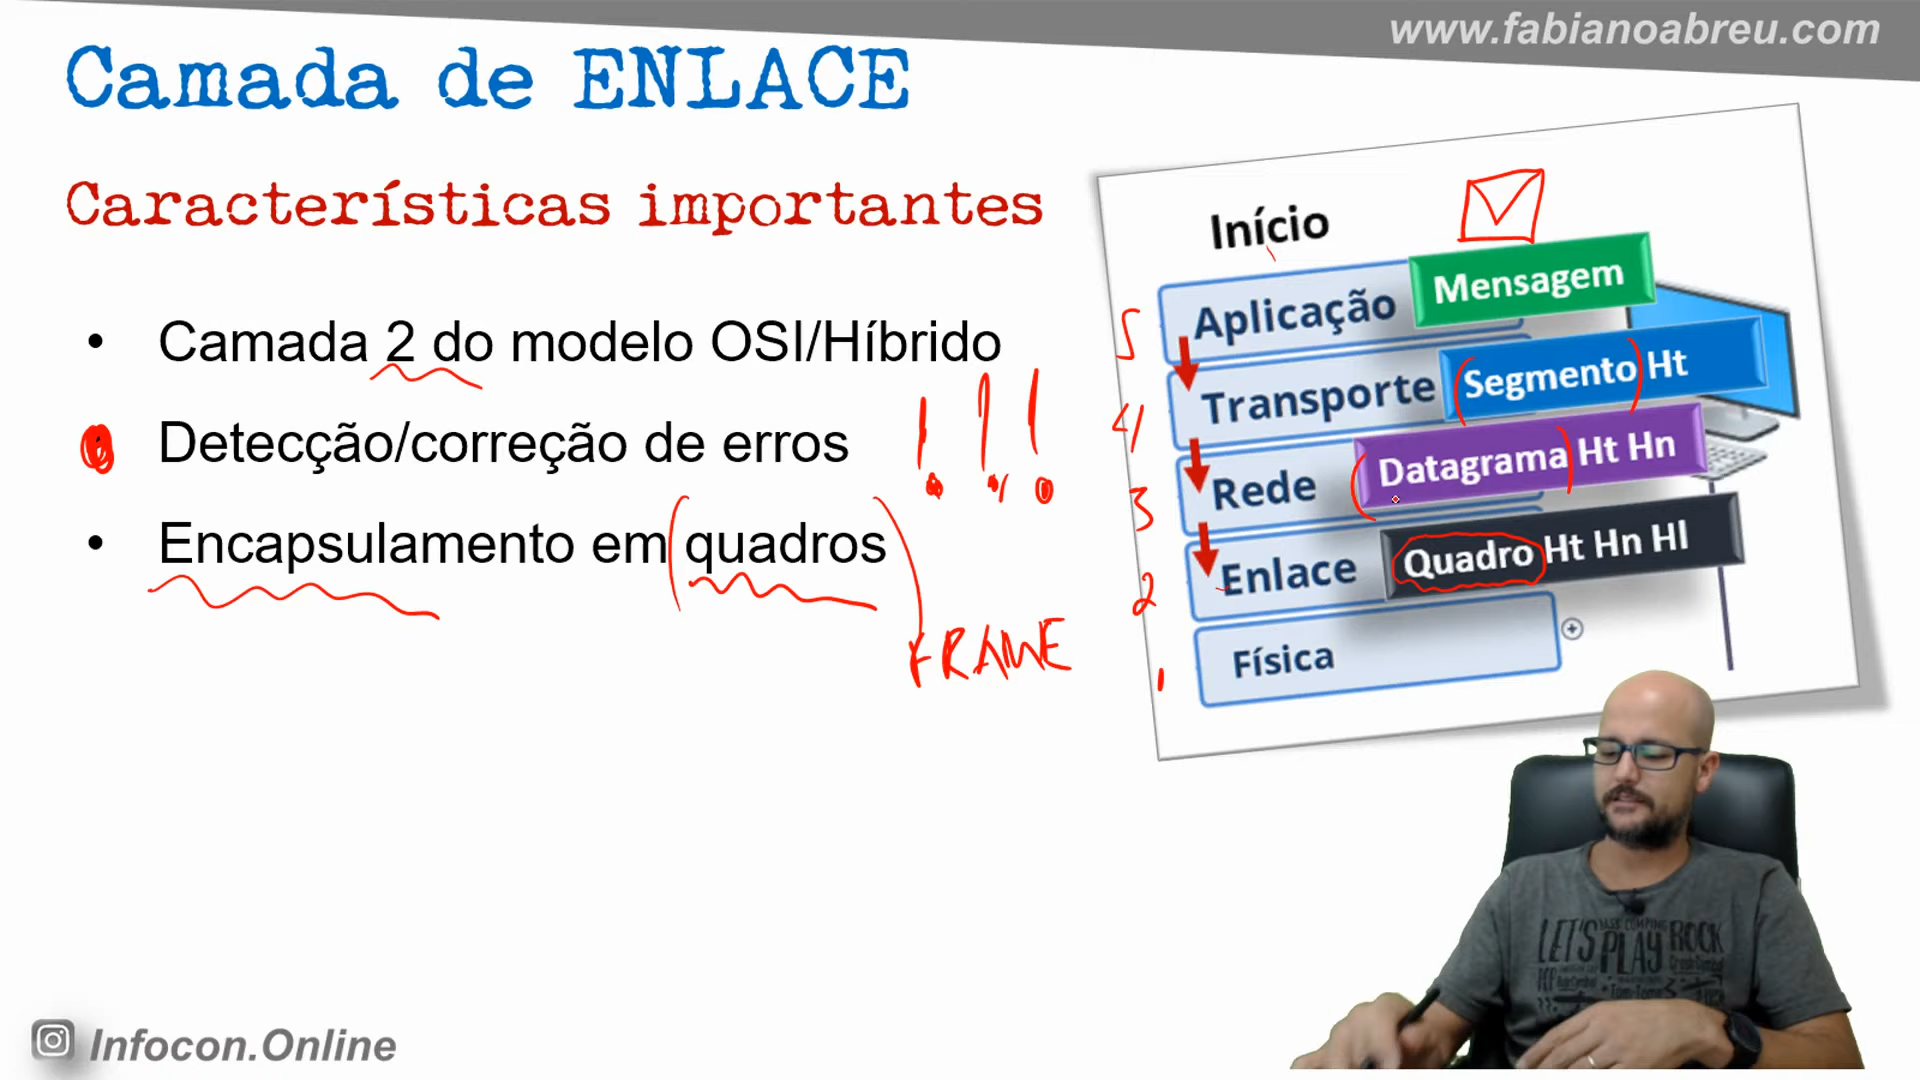 www.fabianoabreu.com
Camada de ENLACE
Características importantes
• Camada 2 do modelo OSI/Híbrido
• Detecção/correção de erros
!!!
• Encapsulamento em (quadros)
FRAME
Início
5 Aplicação Mensagem
4 Transporte (Segmento) Ht
3 Rede (Datagrama) Ht Hn
2 Enlace Quadro Ht Hn Hl
1 Física
LET'S PLAY ROCK
Infocon.Online